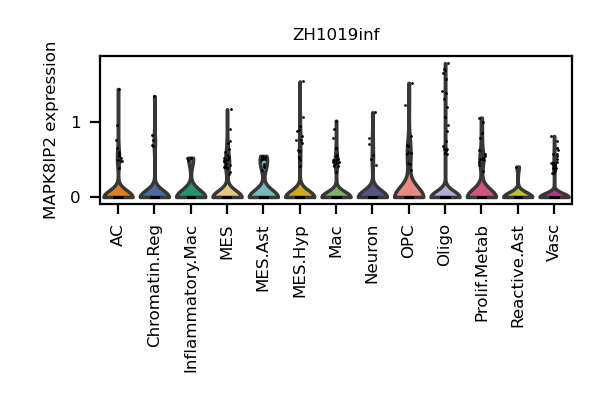 ZH1019inf
MAPK8IP2 expression
1
0
AC
Chromatin.Reg
Inflammatory.Mac
MES
MES.Ast
MES.Hyp
Mac
Neuron
OPC
Oligo
Prolif.Metab
Reactive.Ast
Vasc